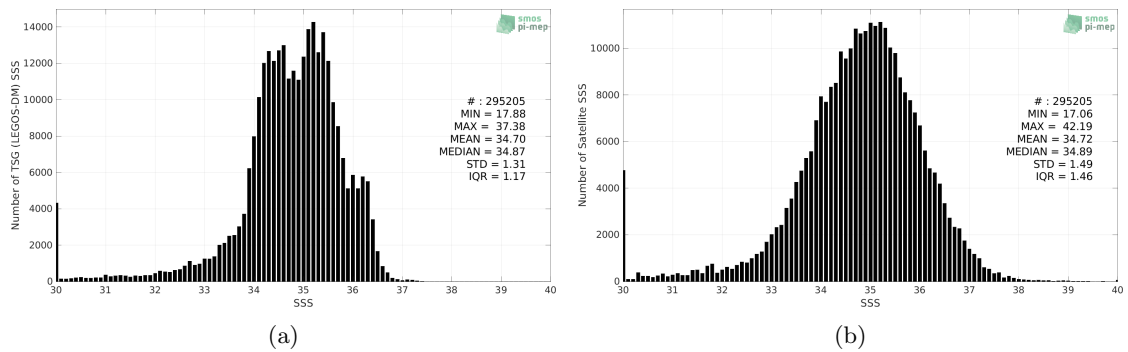 smos
pi-mep
Number of TSG (LEGOS-DM) SSS
14000
12000
10000
8000
6000
4000
2000
0
# : 295205
MIN = 17.88
MAX = 37.38
MEAN = 34.70
MEDIAN = 34.87
STD = 1.31
IQR = 1.17
30 31 32 33 34 35 36 37 38 39 40
SSS
(a)
smos
pi-mep
Number of Satellite SSS
10000
8000
6000
4000
2000
0
# : 295205
MIN = 17.06
MAX = 42.19
MEAN = 34.72
MEDIAN = 34.89
STD = 1.49
IQR = 1.46
30 31 32 33 34 35 36 37 38 39 40
SSS
(b)